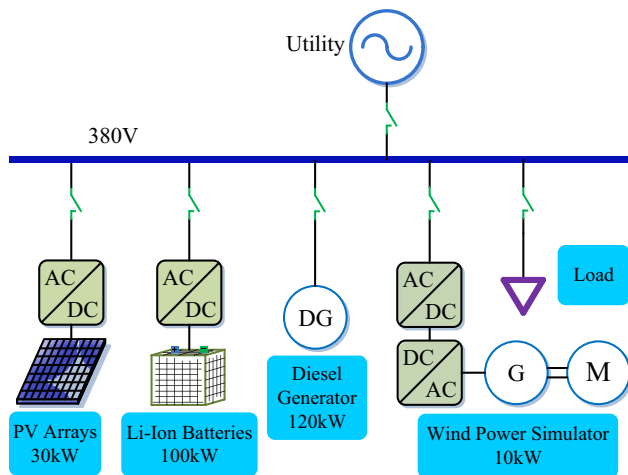 Utility
380V
AC
DC
AC
DC
AC
DC
DG
Load
DC
AC
G
M
PV Arrays
30kW
Li-Ion Batteries
100kW
Diesel
Generator
120kW
Wind Power Simulator
10kW